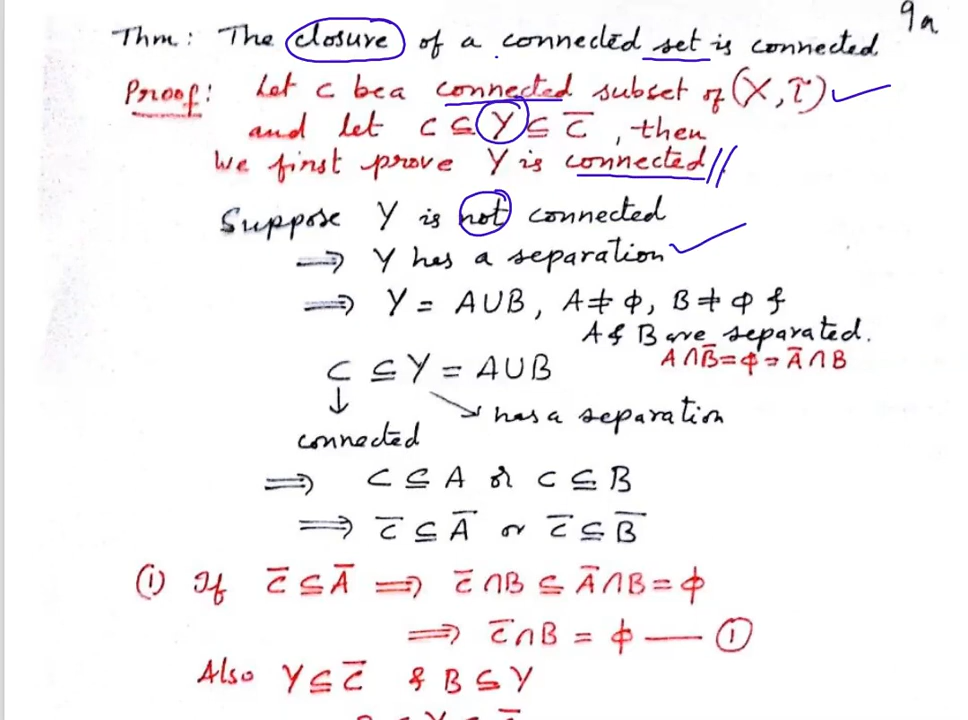 9a
Thm: The closure of a connected set is connected
Proof: Let C be a connected subset of (X, τ)
and let C ⊆ Y ⊆ C̅, then
We first prove Y is connected //
Suppose Y is not connected
⟹ Y has a separation
⟹ Y = A∪B, A ≠ ϕ, B ≠ ϕ &
A & B are separated.
A∩B̅ = ϕ = A̅∩B
C ⊆ Y = A∪B
↓ ↘ has a separation
connected
⟹ C ⊆ A or C ⊆ B
⟹ C̅ ⊆ A̅ or C̅ ⊆ B̅
① If C̅ ⊆ A̅ ⟹ C̅∩B ⊆ A̅∩B = ϕ
⟹ C̅∩B = ϕ — ①
Also Y ⊆ C̅ & B ⊆ Y